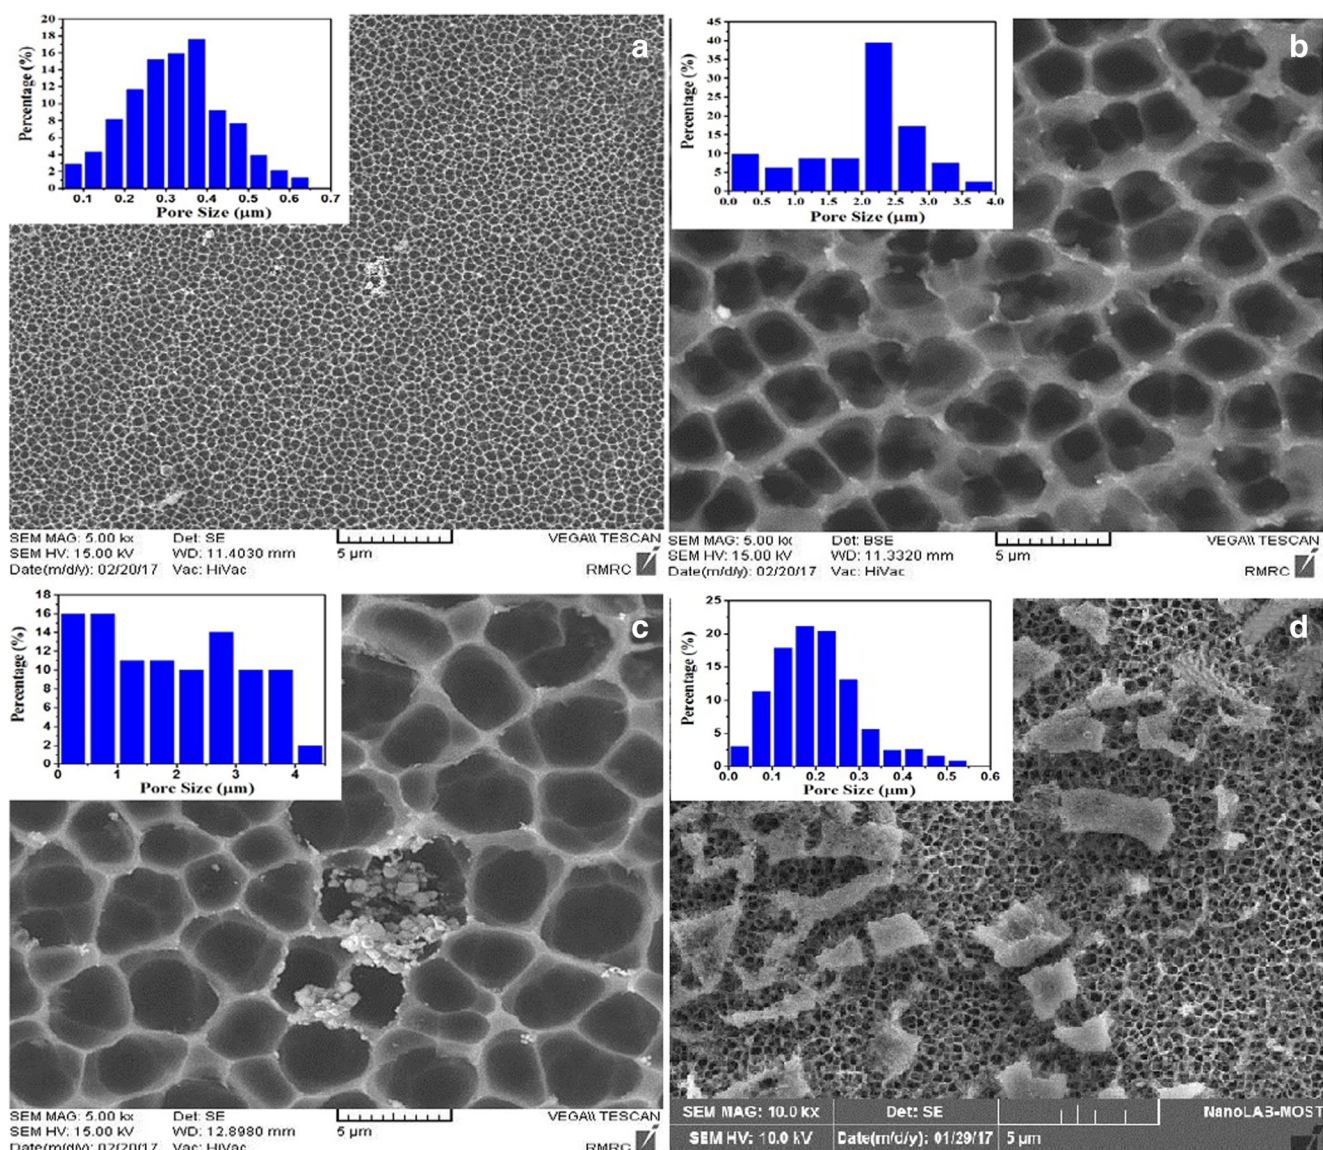 a
20
18
16
14
12
10
8
6
4
2
0
Percentage (%)
0.1 0.2 0.3 0.4 0.5 0.6 0.7
Pore Size (µm)
SEM MAG: 5.00 kx Det: SE VEGA\\ TESCAN
SEM HV: 15.00 kV WD: 11.4030 mm 5 µm
Date(m/d/y): 02/20/17 Vac: HiVac RMRC
b
45
40
35
30
25
20
15
10
5
0
Percentage (%)
0.0 0.5 1.0 1.5 2.0 2.5 3.0 3.5 4.0
Pore Size (µm)
SEM MAG: 5.00 kx Det: BSE VEGA\\ TESCAN
SEM HV: 15.00 kV WD: 11.3320 mm 5 µm
Date(m/d/y): 02/20/17 Vac: HiVac RMRC
c
18
16
14
12
10
8
6
4
2
0
Percentage (%)
0 1 2 3 4
Pore Size (µm)
SEM MAG: 5.00 kx Det: SE VEGA\\ TESCAN
SEM HV: 15.00 kV WD: 12.8980 mm 5 µm
Date(m/d/y): 02/20/17 Vac: HiVac RMRC
d
25
20
15
10
5
0
Percentage (%)
0.0 0.1 0.2 0.3 0.4 0.5 0.6
Pore Size (µm)
SEM MAG: 10.0 kx Det: SE NanoLAB-MOST
SEM HV: 10.0 kV Date(m/d/y): 01/29/17 5 µm